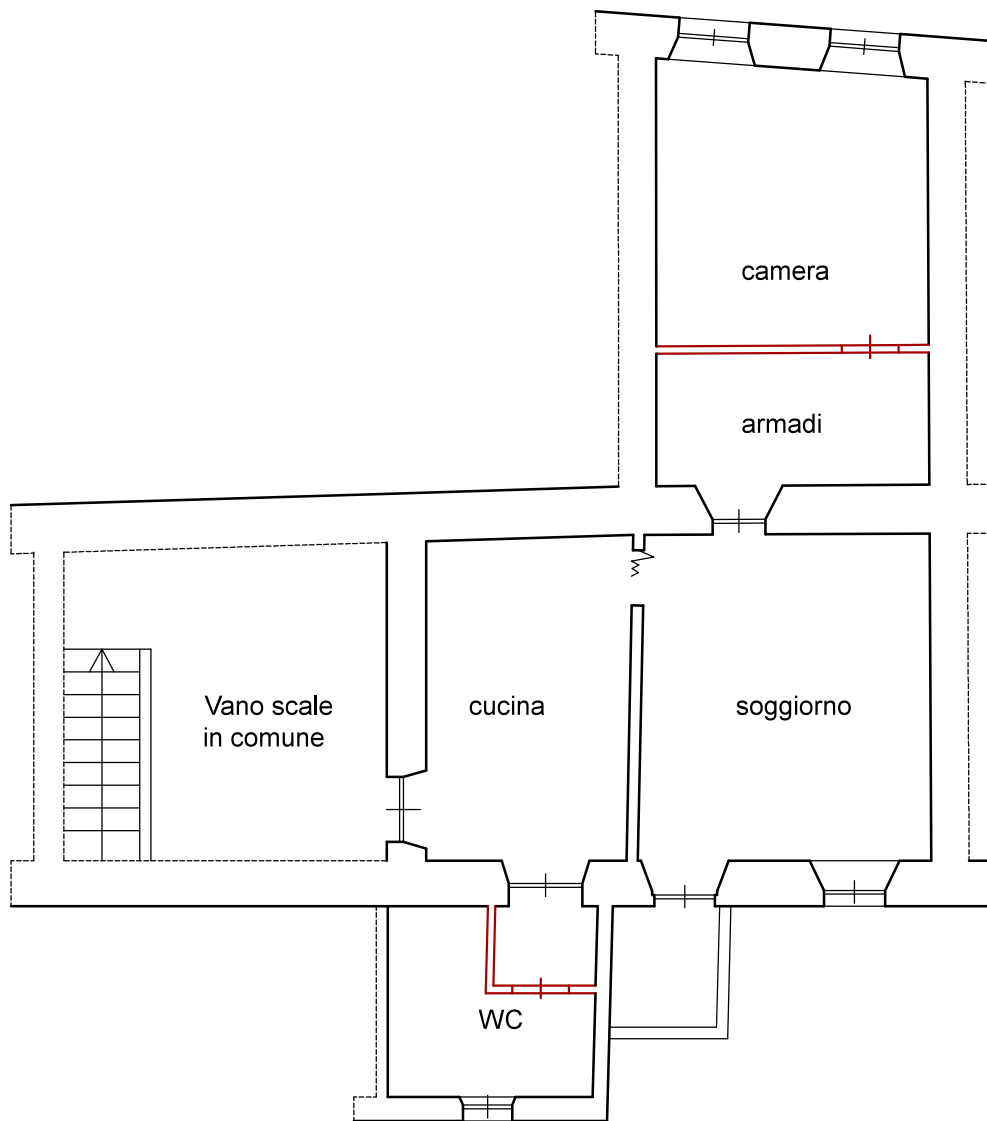 camera
armadi
Vano scale
in comune
cucina
soggiorno
WC